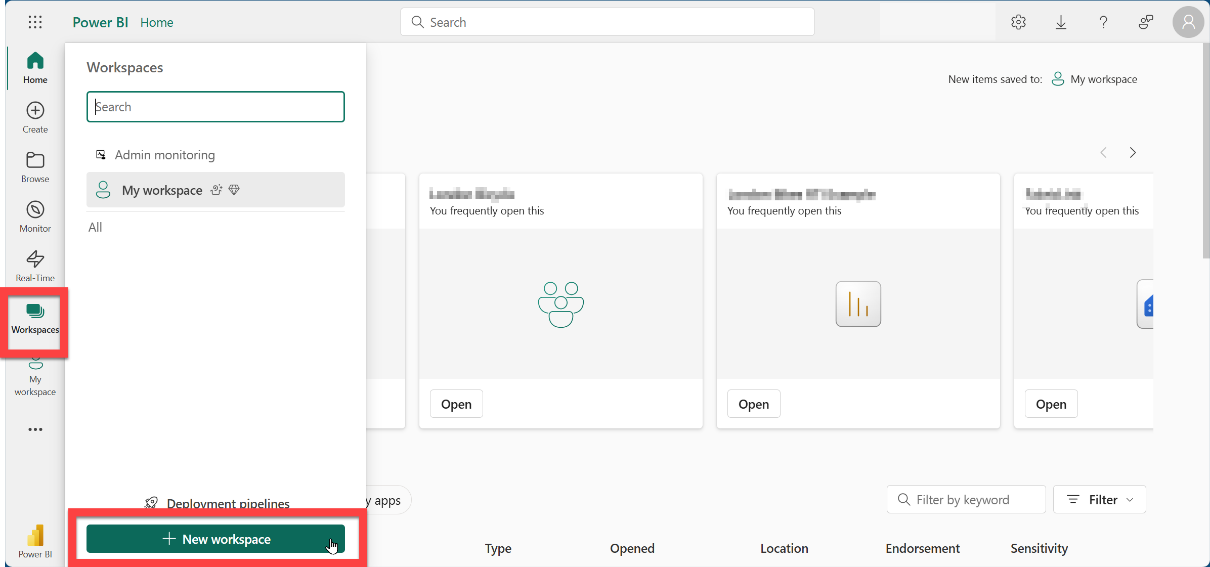 Power BI Home
Search
Home
Create
Browse
Monitor
Real-Time
Workspaces
My
workspace
Power BI
Workspaces
Search
Admin monitoring
My workspace
All
Deployment pipelines
New workspace
New items saved to: My workspace
You frequently open this
Open
You frequently open this
Open
You frequently open this
Open
y apps
Filter by keyword
Filter
Type Opened Location Endorsement Sensitivity